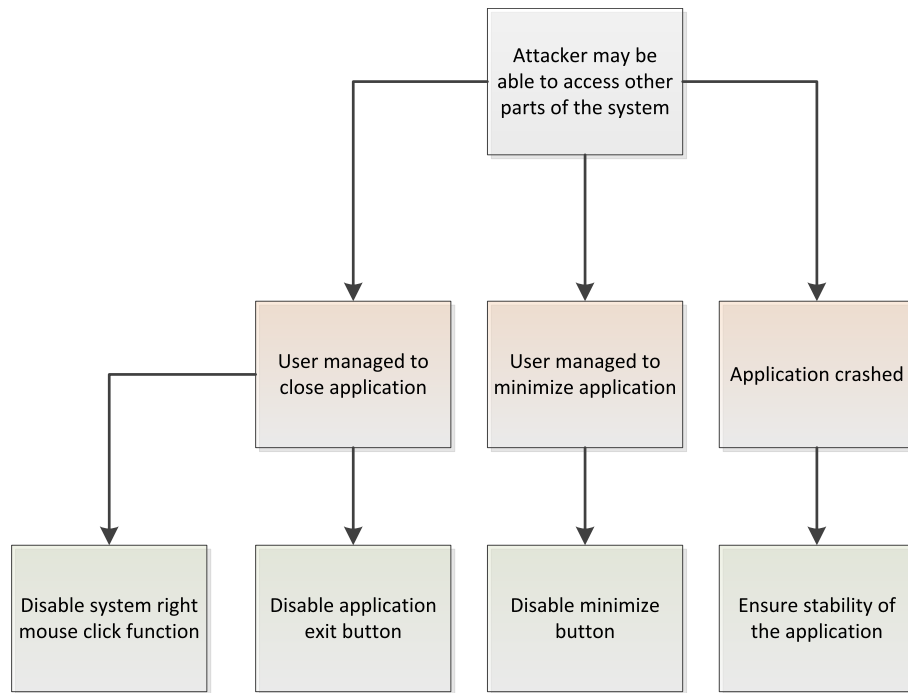 Attacker may be
able to access other
parts of the system
User managed to
close application
User managed to
minimize application
Application crashed
Disable system right
mouse click function
Disable application
exit button
Disable minimize
button
Ensure stability of
the application